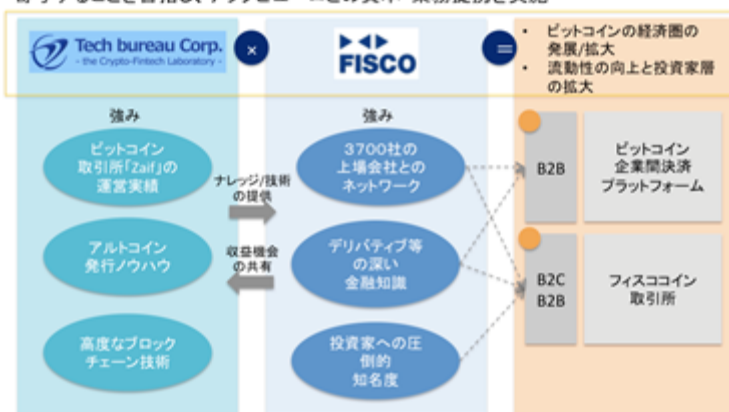 Tech bureau Corp.
- the Crypto-Fintech Laboratory -
×
FISCO
=
• ビットコインの経済圏の
発展/拡大
• 流動性の向上と投資家層
の拡大
強み
ビットコイン
取引所「Zaif」の
運営実績
アルトコイン
発行ノウハウ
高度なブロック
チェーン技術
ナレッジ/技術
の提供
収益機会
の共有
強み
3700社の
上場会社との
ネットワーク
デリバティブ等
の深い
金融知識
投資家への圧
倒的
知名度
B2B
ビットコイン
企業間決済
プラットフォーム
B2C
B2B
フィスココイン
取引所